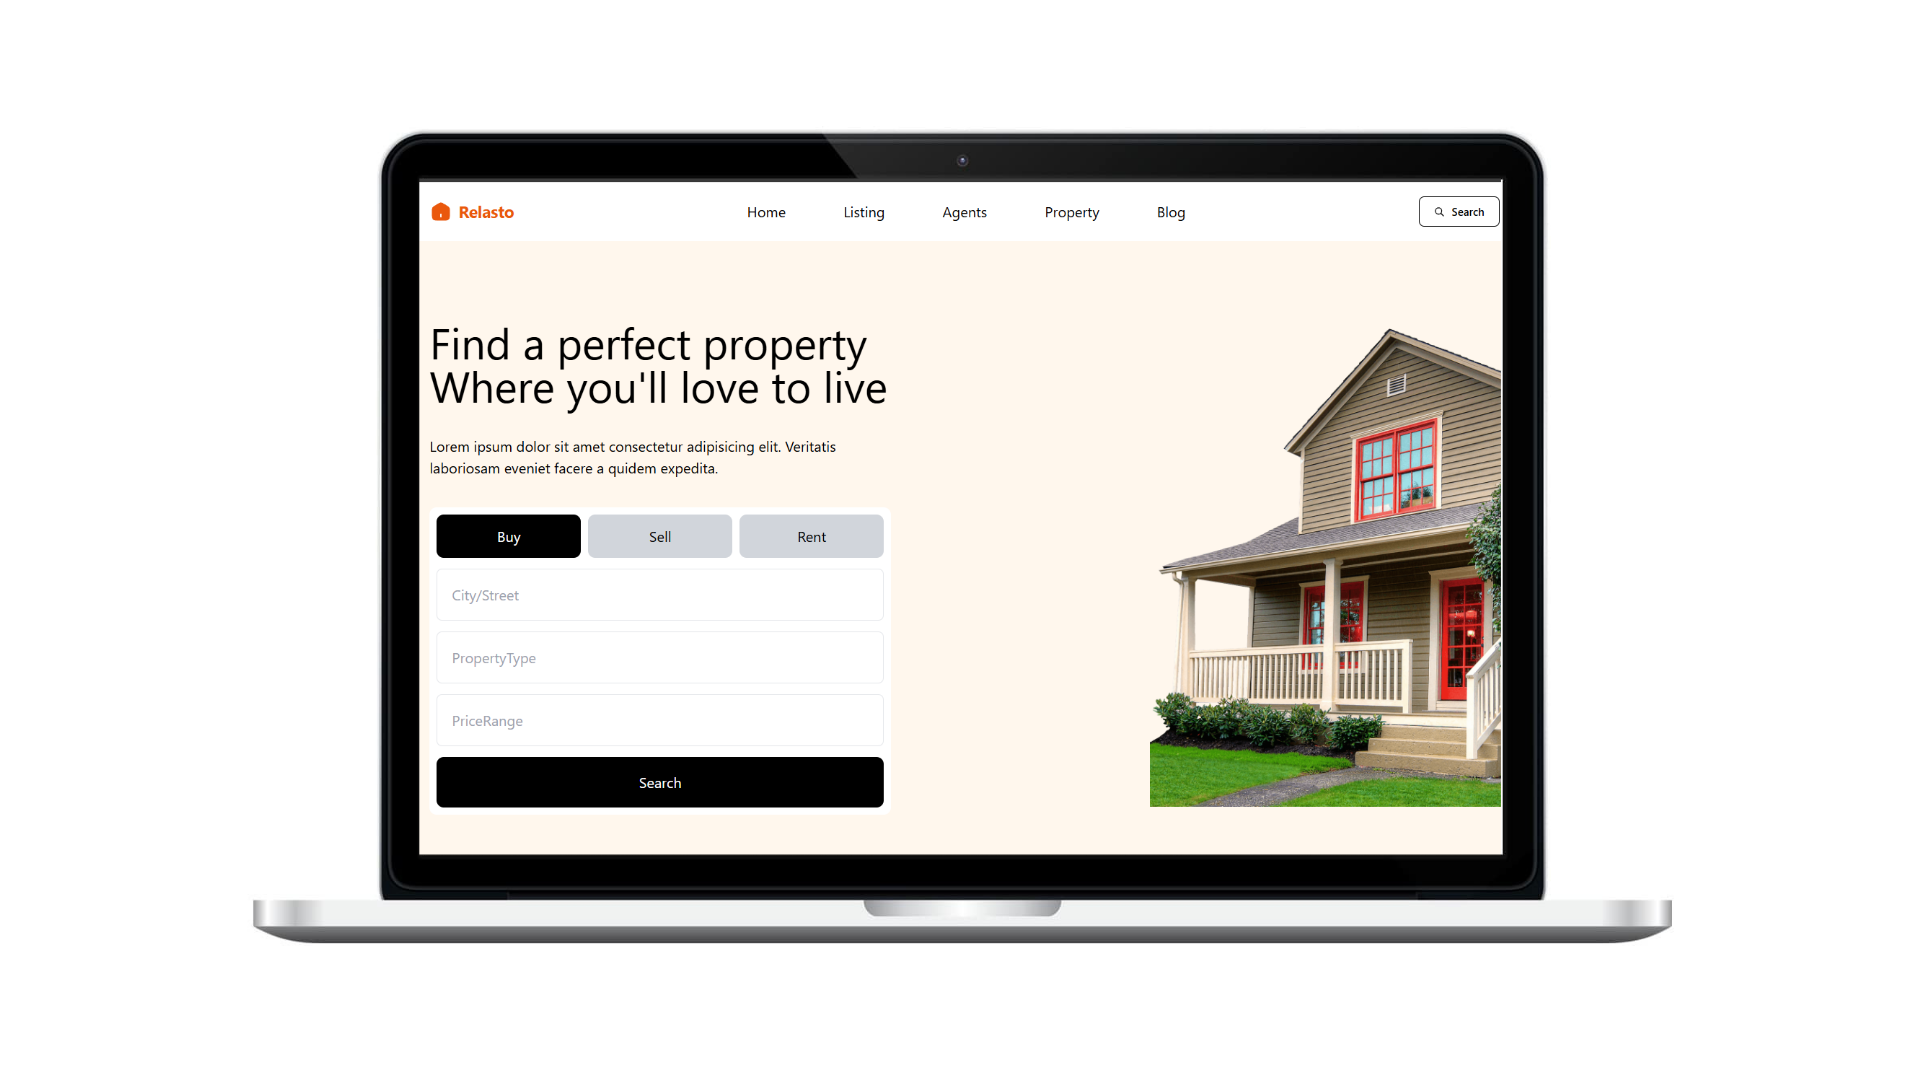 Relasto
Home
Listing
Agents
Property
Blog
Search
Find a perfect property
Where you'll love to live
Lorem ipsum dolor sit amet consectetur adipisicing elit. Veritatis
laboriosam eveniet facere a quidem expedita.
Buy
Sell
Rent
City/Street
PropertyType
PriceRange
Search